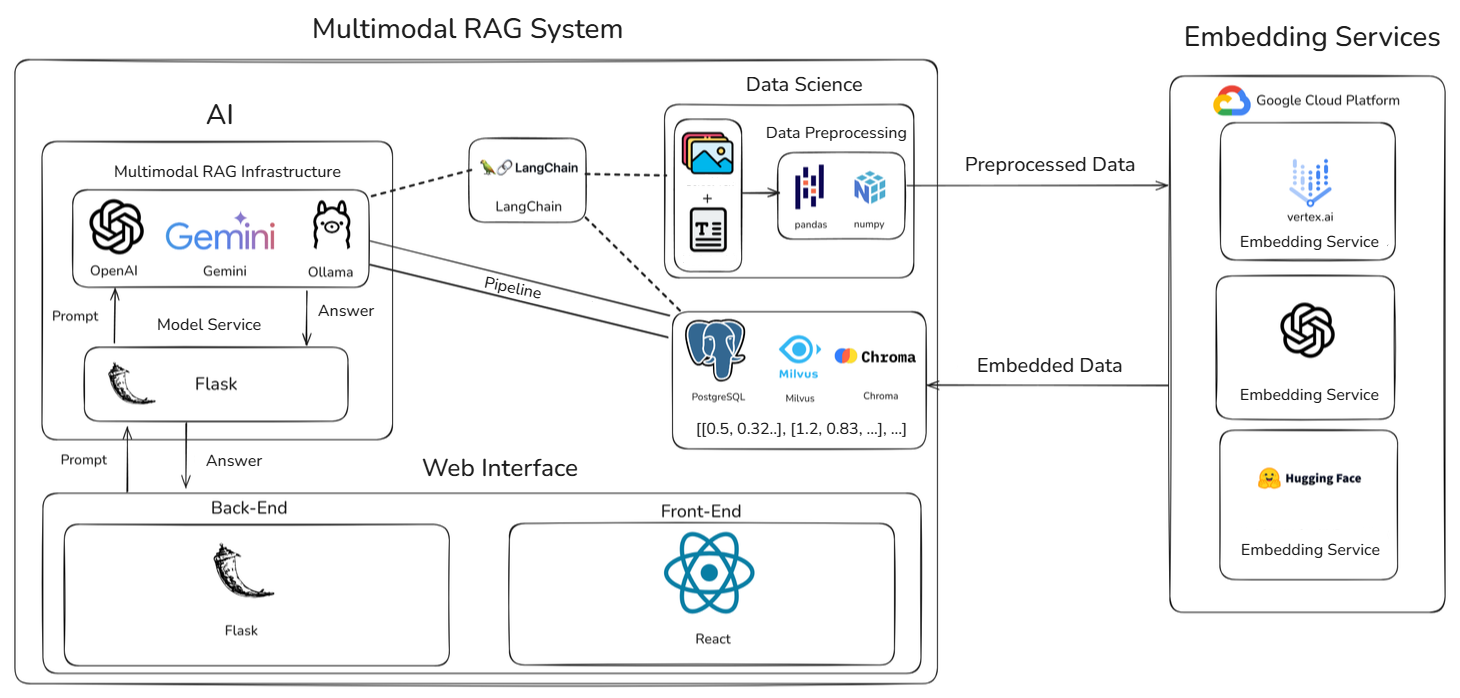 Multimodal RAG System
Embedding Services
AI
Multimodal RAG Infrastructure
OpenAI
Gemini
Gemini
Ollama
Prompt
Answer
Model Service
Flask
Prompt
Answer
LangChain
LangChain
Pipeline
Data Science
+
T
Data Preprocessing
pandas
N
numpy
Preprocessed Data
Embedded Data
PostgreSQL
Milvus
Milvus
Chroma
Chroma
[[0.5, 0.32..], [1.2, 0.83, ...], ...]
Web Interface
Back-End
Flask
Front-End
React
Google Cloud Platform
vertex.ai
Embedding Service
Embedding Service
Hugging Face
Embedding Service